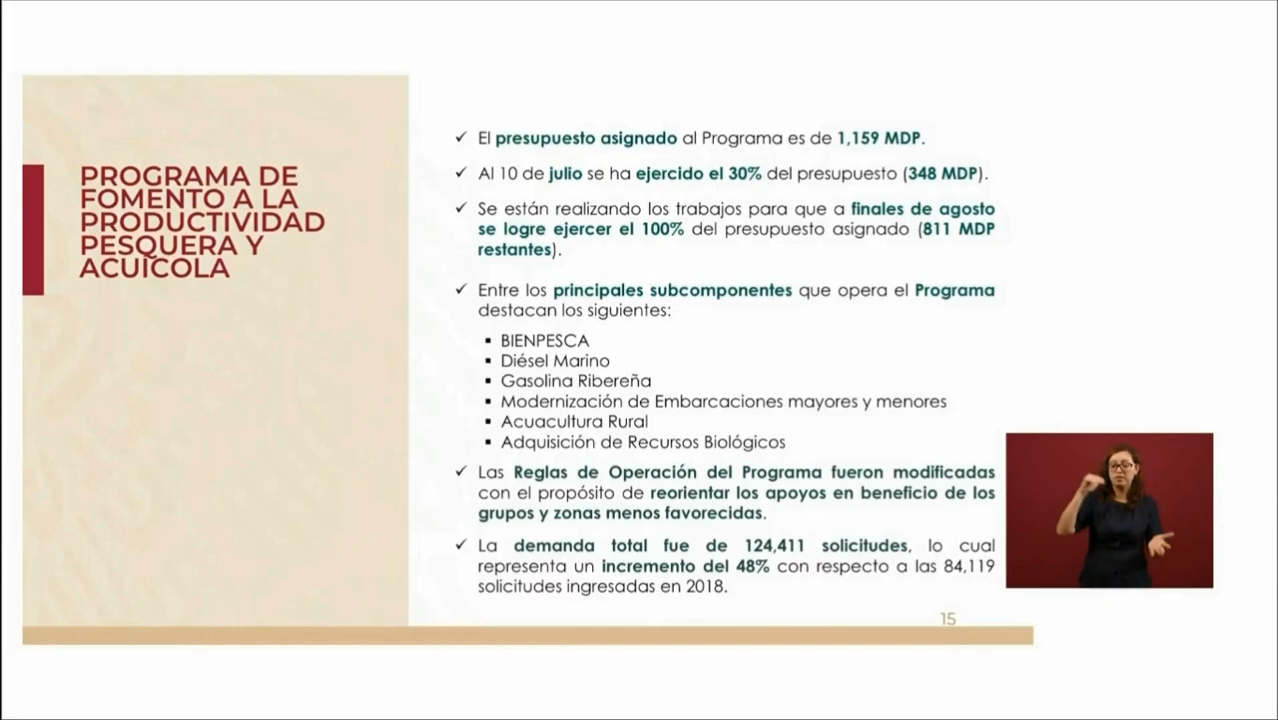 PROGRAMA DE
FOMENTO A LA
PRODUCTIVIDAD
PESQUERA Y
ACUÍCOLA
✓ El presupuesto asignado al Programa es de 1,159 MDP.
✓ Al 10 de julio se ha ejercido el 30% del presupuesto (348 MDP).
✓ Se están realizando los trabajos para que a finales de agosto
se logre ejercer el 100% del presupuesto asignado (811 MDP
restantes).
✓ Entre los principales subcomponentes que opera el Programa
destacan los siguientes:
▪ BIENPESCA
▪ Diésel Marino
▪ Gasolina Ribereña
▪ Modernización de Embarcaciones mayores y menores
▪ Acuacultura Rural
▪ Adquisición de Recursos Biológicos
✓ Las Reglas de Operación del Programa fueron modificadas
con el propósito de reorientar los apoyos en beneficio de los
grupos y zonas menos favorecidas.
✓ La demanda total fue de 124,411 solicitudes, lo cual
representa un incremento del 48% con respecto a las 84,119
solicitudes ingresadas en 2018.
15